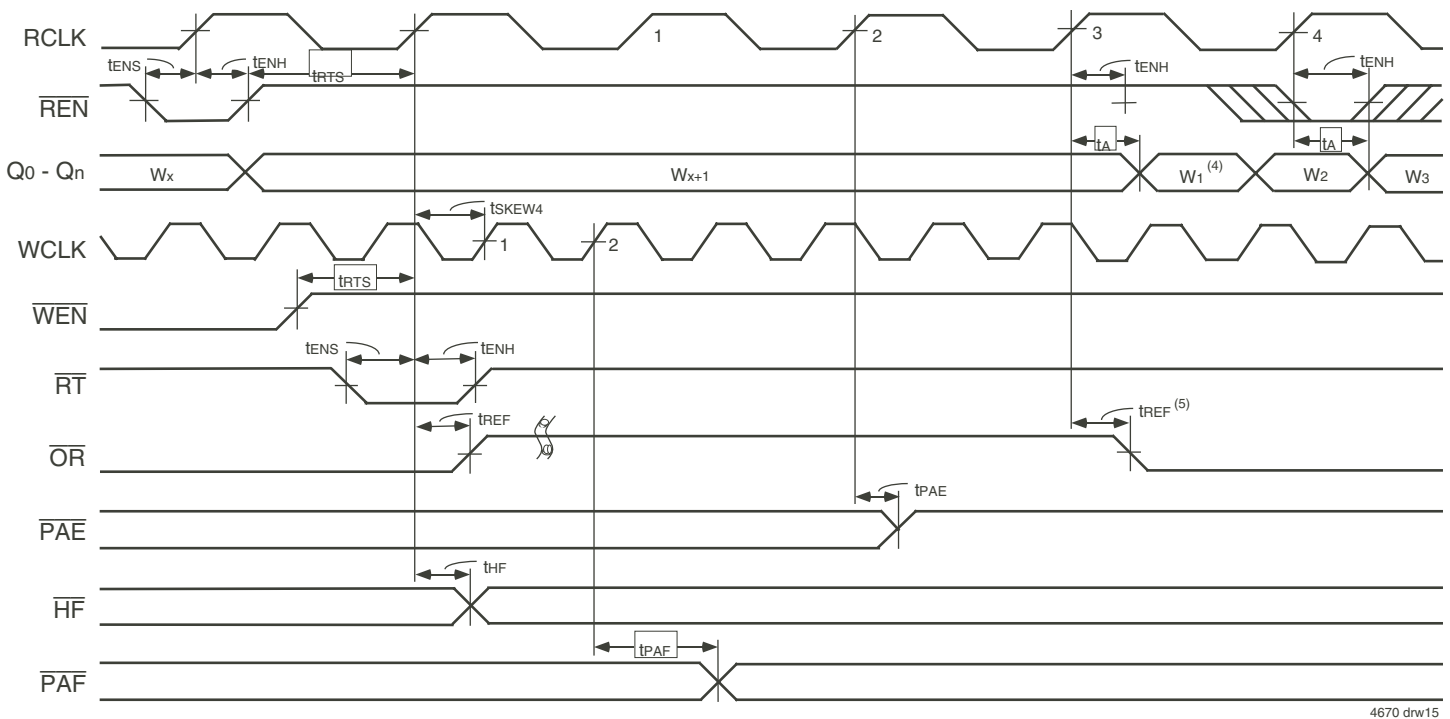 RCLK 1 2 3 4
tENS tENH tRTS tENH tENH
REN
tA tA
Q0 - Qn Wx Wx+1 W1 (4) W2 W3
tSKEW4
WCLK 1 2
tRTS
WEN
tENS tENH
RT
tREF tREF (5)
OR
tPAE
PAE
tHF
HF
tPAF
PAF
4670 drw15